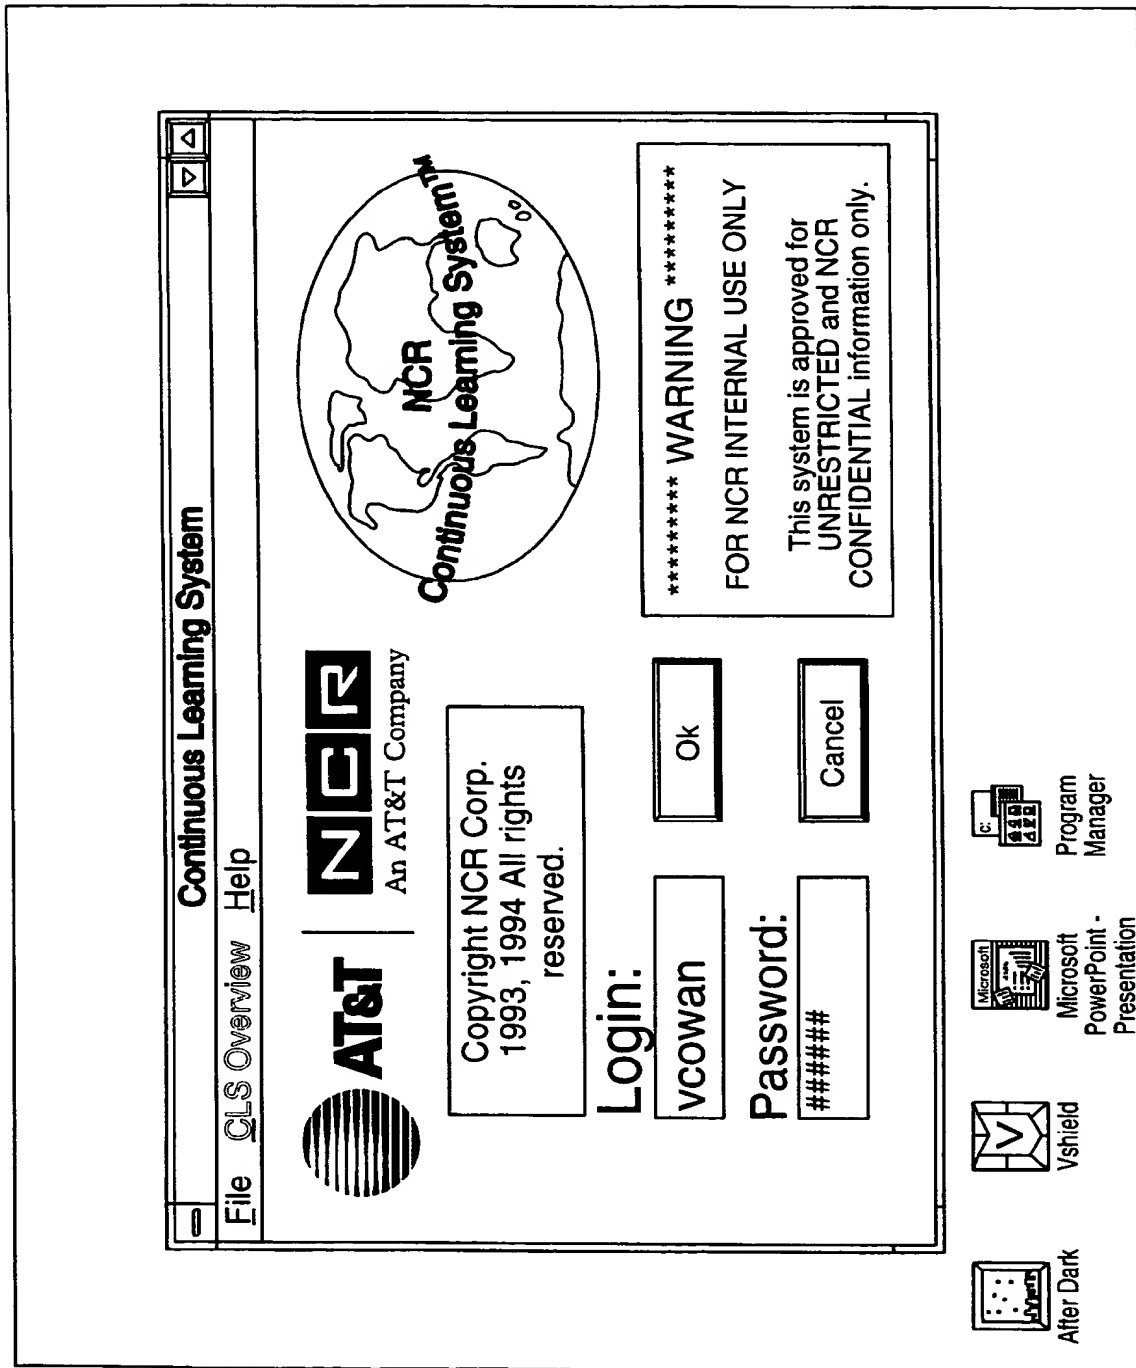 Continuous Learning System
File CLS Overview Help
AT&T
NCR
An AT&T Company
NCR
Continuous Learning System™
Copyright NCR Corp.
1993, 1994 All rights
reserved.
Login:
vcowan
Password:
######
Ok
Cancel
********* WARNING *********
FOR NCR INTERNAL USE ONLY
This system is approved for
UNRESTRICTED and NCR
CONFIDENTIAL information only.
After Dark
V
Vshield
Microsoft
Microsoft
PowerPoint -
Presentation
C:
Program
Manager